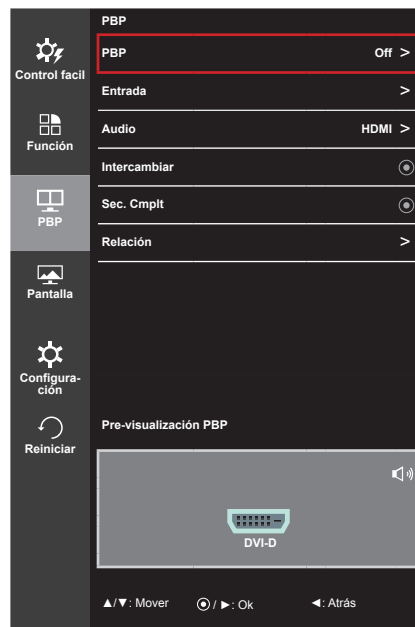 PBP
PBP Off >
Entrada >
Audio HDMI >
Intercambiar
Sec. Cmplt
Relación >
Control facil
Función
PBP
Pantalla
Configura-
ción
Reiniciar
Pre-visualización PBP
DVI-D
▲/▼: Mover ⦿ / ►: Ok ◄: Atrás